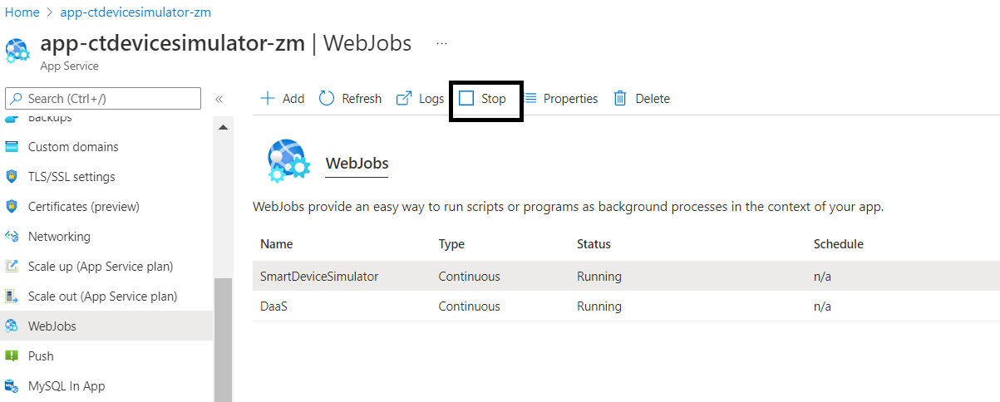 Home > app-ctdevicesimulator-zm
app-ctdevicesimulator-zm | WebJobs ...
App Service
Search (Ctrl+/) «
Add Refresh Logs Stop Properties Delete
Backups
Custom domains
TLS/SSL settings
Certificates (preview)
Networking
Scale up (App Service plan)
Scale out (App Service plan)
WebJobs
Push
MySQL In App
WebJobs
WebJobs provide an easy way to run scripts or programs as background processes in the context of your app.
Name Type Status Schedule
SmartDeviceSimulator Continuous Running n/a
DaaS Continuous Running n/a